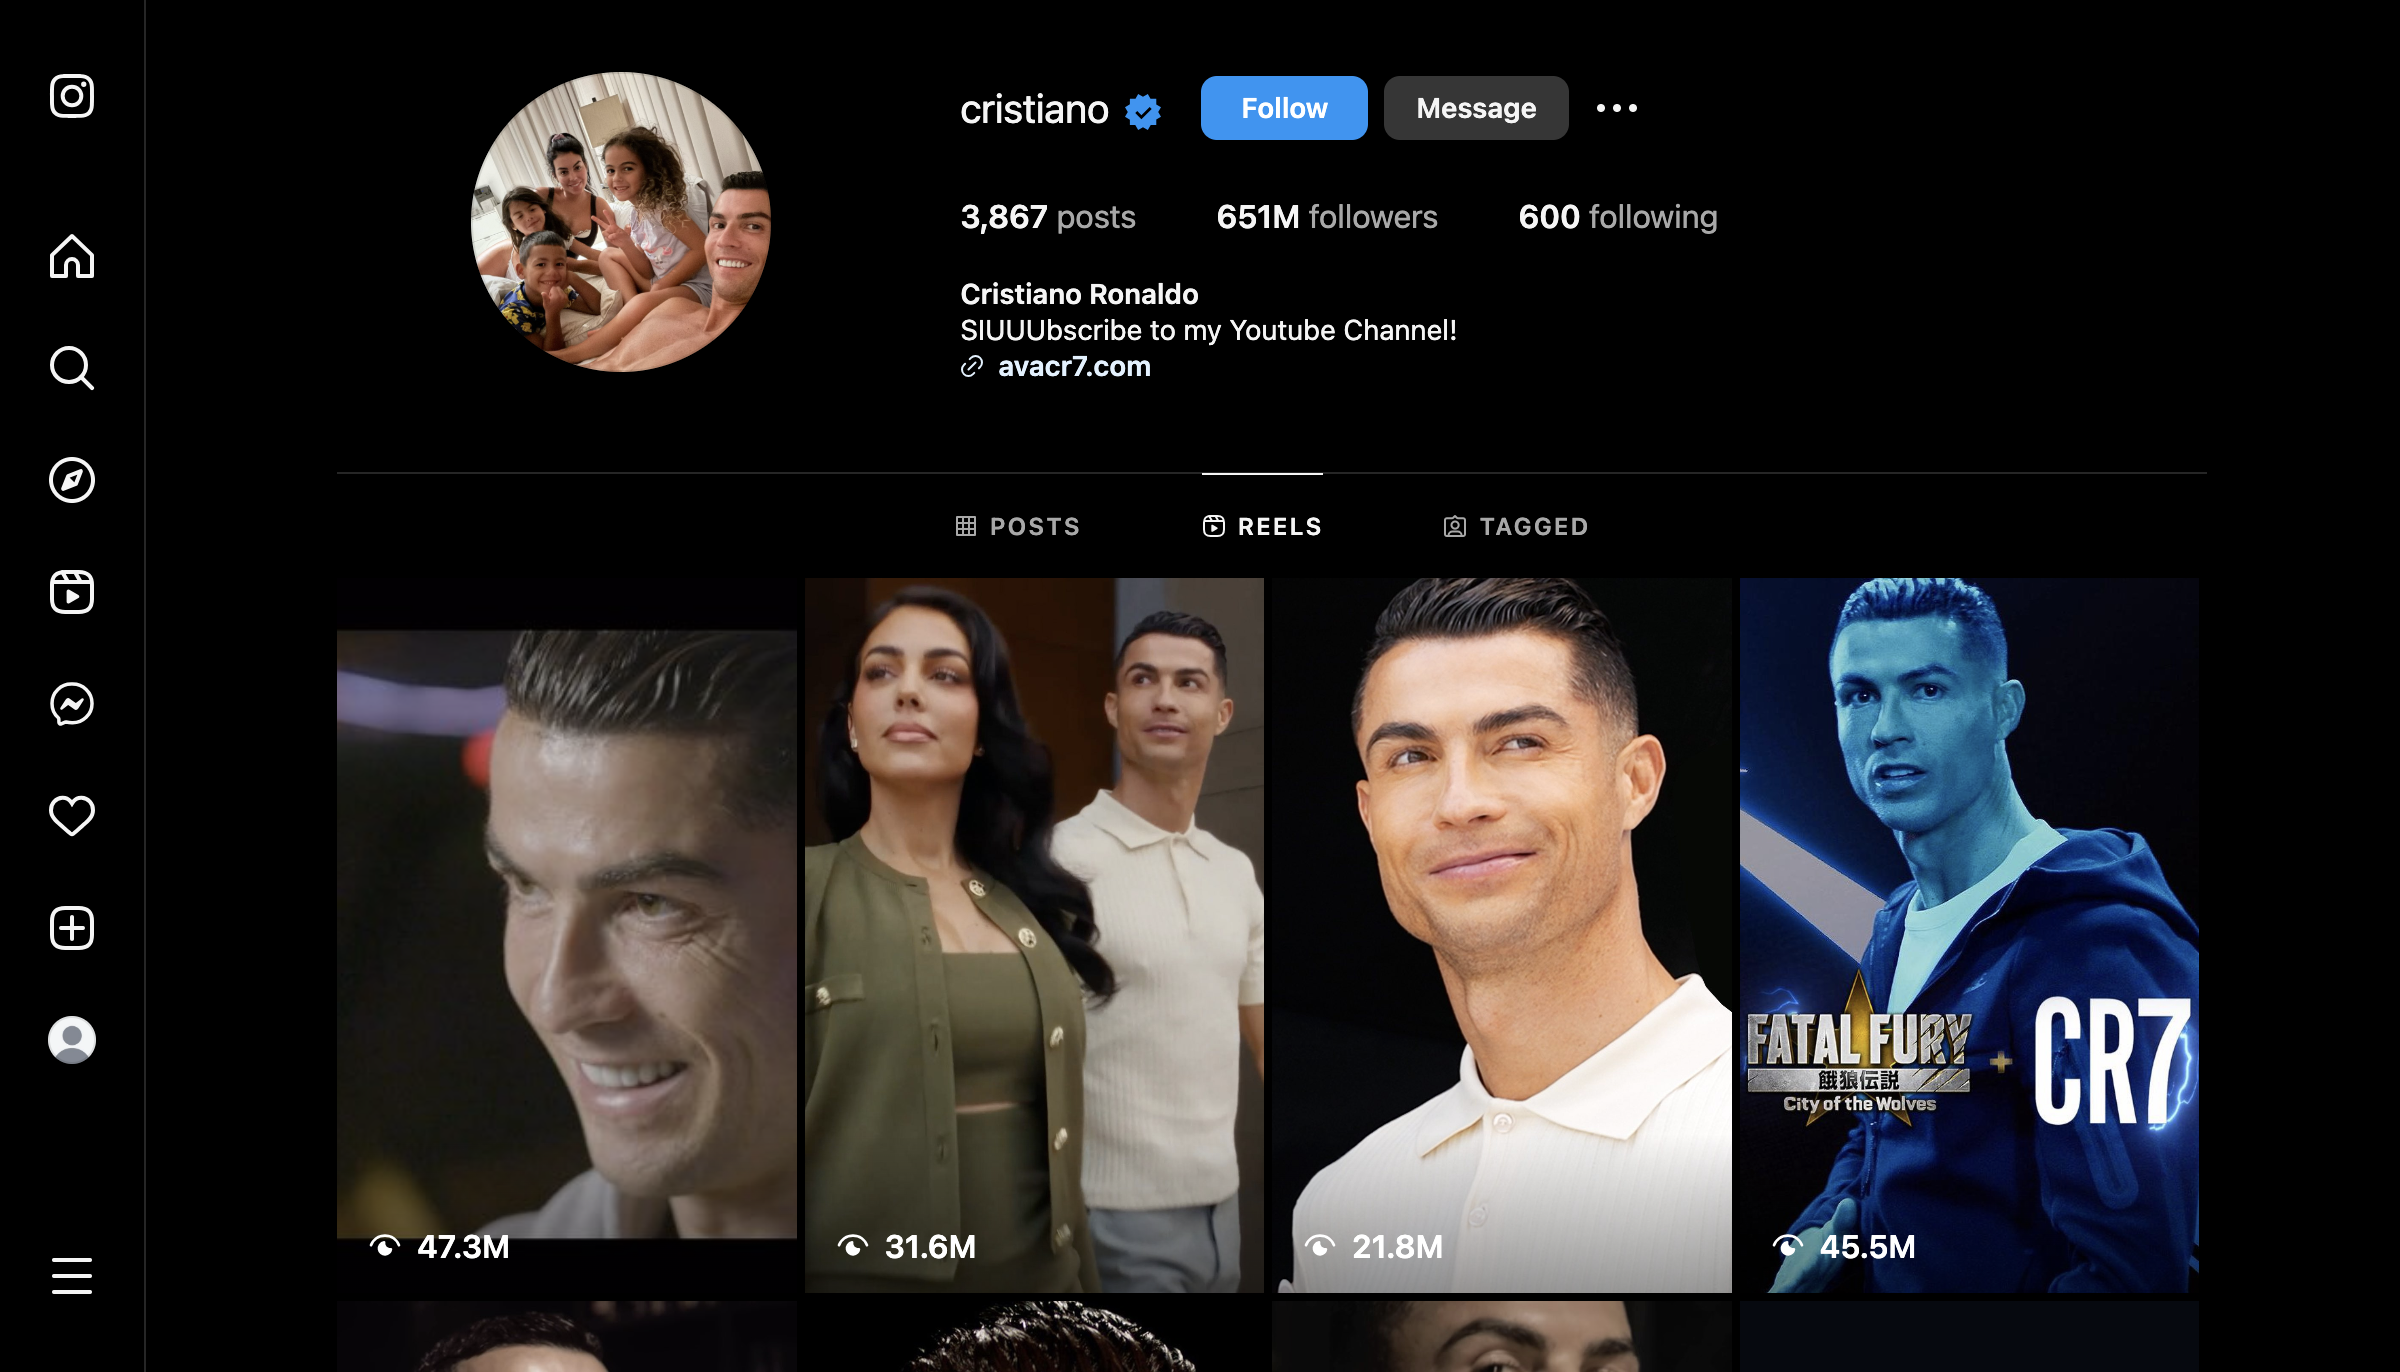 cristiano
Follow
Message
3,867 posts
651M followers
600 following
Cristiano Ronaldo
SIUUUbscribe to my Youtube Channel!
avacr7.com
POSTS
REELS
TAGGED
FATAL FURY
餓狼伝説
City of the Wolves
+ CR7
47.3M
31.6M
21.8M
45.5M